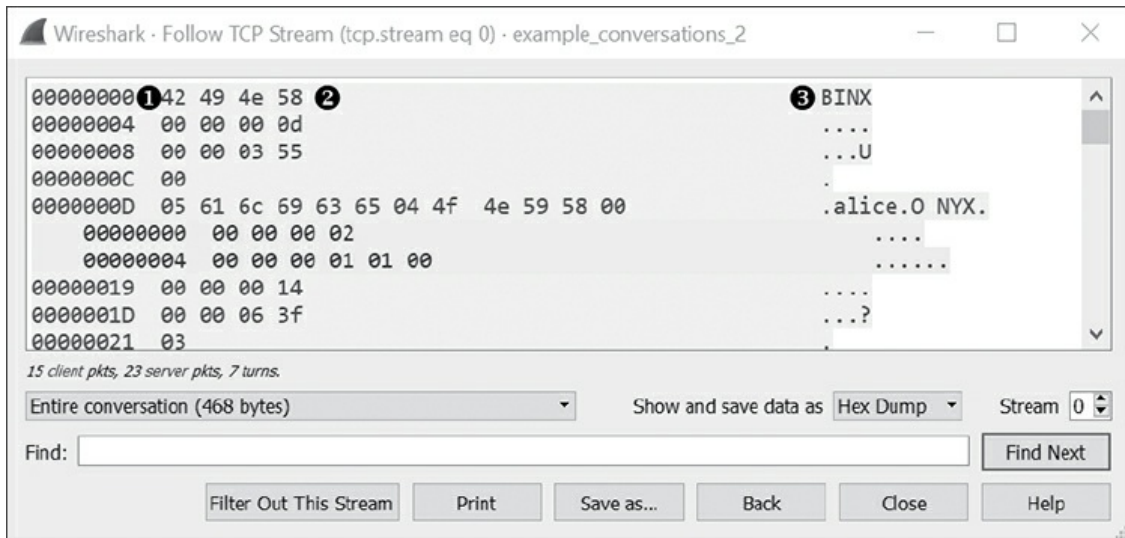 Wireshark · Follow TCP Stream (tcp.stream eq 0) · example_conversations_2
00000000 ❶ 42 49 4e 58 ❷ ❸ BINX
00000004 00 00 00 0d ....
00000008 00 00 03 55 ...U
0000000C 00 .
0000000D 05 61 6c 69 63 65 04 4f 4e 59 58 00 .alice.O NYX.
00000000 00 00 00 02 ....
00000004 00 00 00 01 01 00 ......
00000019 00 00 00 14 ....
0000001D 00 00 06 3f ...?
00000021 03 .
15 client pkts, 23 server pkts, 7 turns.
Entire conversation (468 bytes) Show and save data as Hex Dump Stream 0
Find: Find Next
Filter Out This Stream Print Save as... Back Close Help